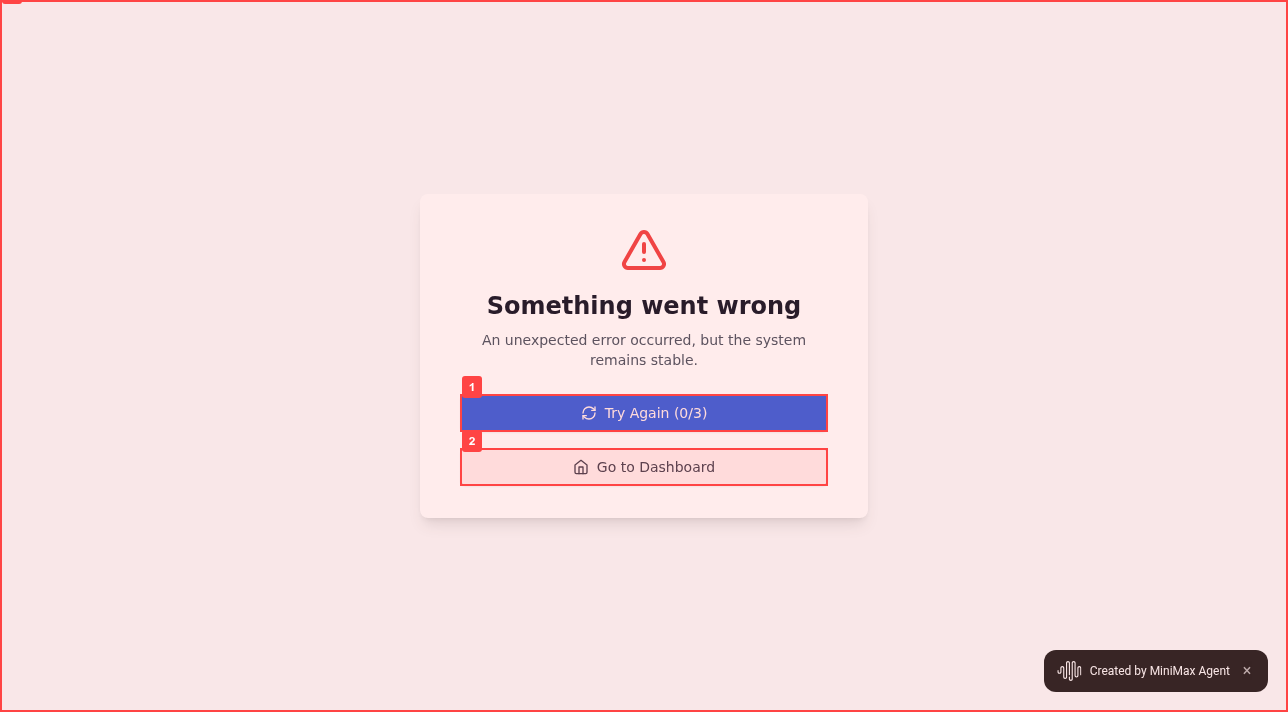 Something went wrong
An unexpected error occurred, but the system
remains stable.
1
Try Again (0/3)
2
Go to Dashboard
Created by MiniMax Agent ×